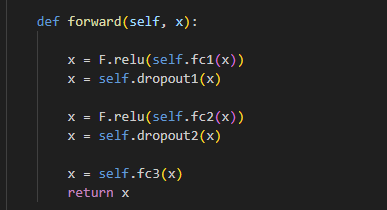 def forward(self, x):
x = F.relu(self.fc1(x))
x = self.dropout1(x)
x = F.relu(self.fc2(x))
x = self.dropout2(x)
x = self.fc3(x)
return x